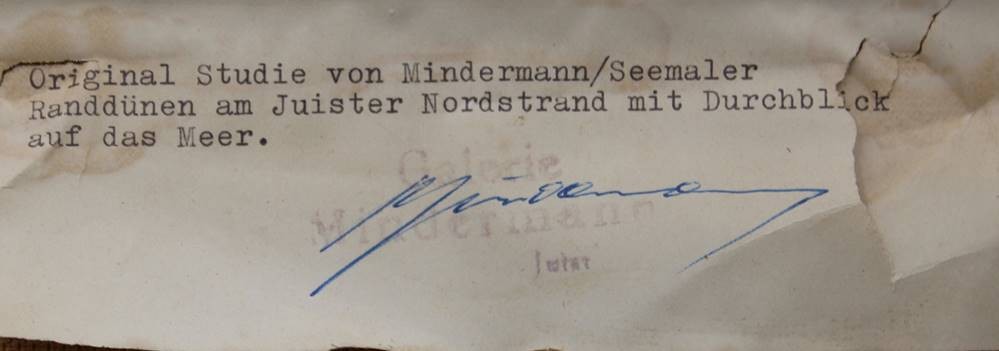 Original Studie von Mindermann/Seemaler
Randdünen am Juister Nordstrand mit Durchblick
auf das Meer.
Galerie
Mindermann
Juist